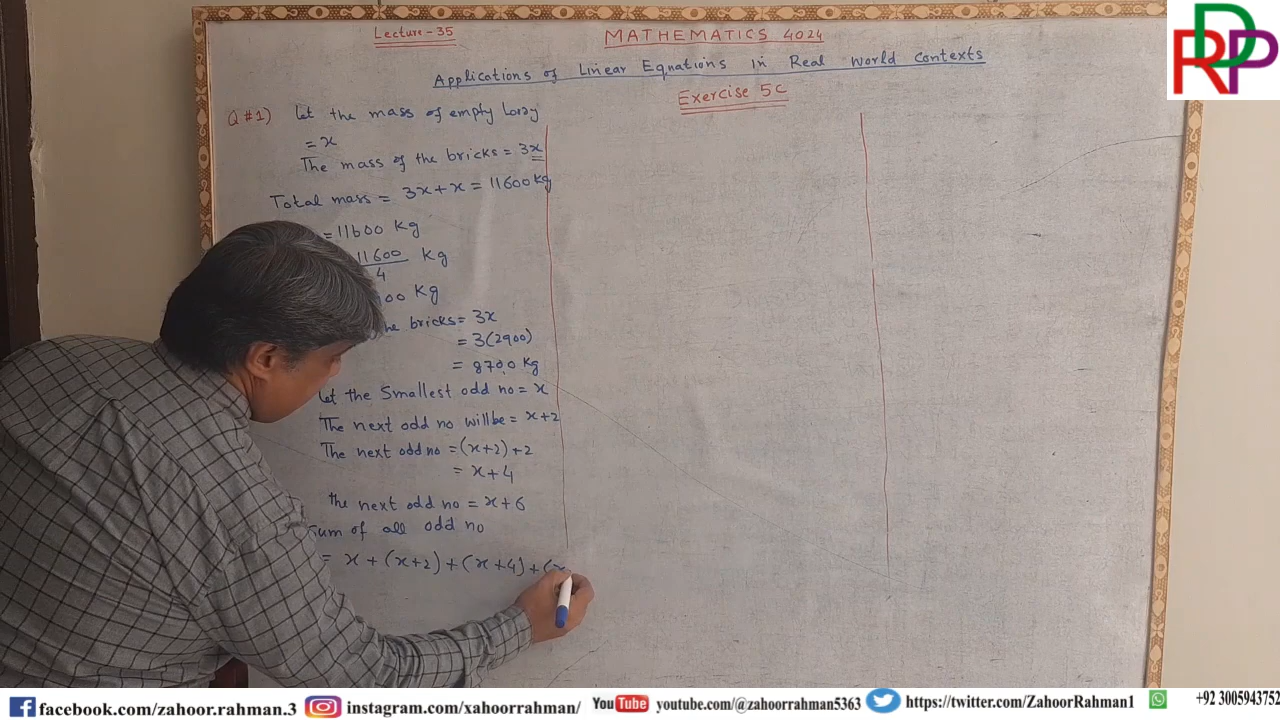 Lecture-35
MATHEMATICS 4024
Applications of Linear Equations in Real World Contexts
Exercise 5C
Q#1) Let the mass of empty lorry
= x
The mass of the bricks = 3x
Total mass = 3x+x = 11600 Kg
= 11600 Kg
11600/4 Kg
00 Kg
the bricks = 3x
= 3(2900)
= 8700 Kg
Let the Smallest odd no = x
The next odd no will be = x+2
The next odd no = (x+2)+2
= x+4
the next odd no = x+6
Sum of all odd no
= x+(x+2)+(x+4)+(x
RDP
facebook.com/zahoor.rahman.3
instagram.com/xahoorrahman/
YouTube youtube.com/@zahoorrahman5363
https://twitter.com/ZahoorRahman1
+92 3005943752